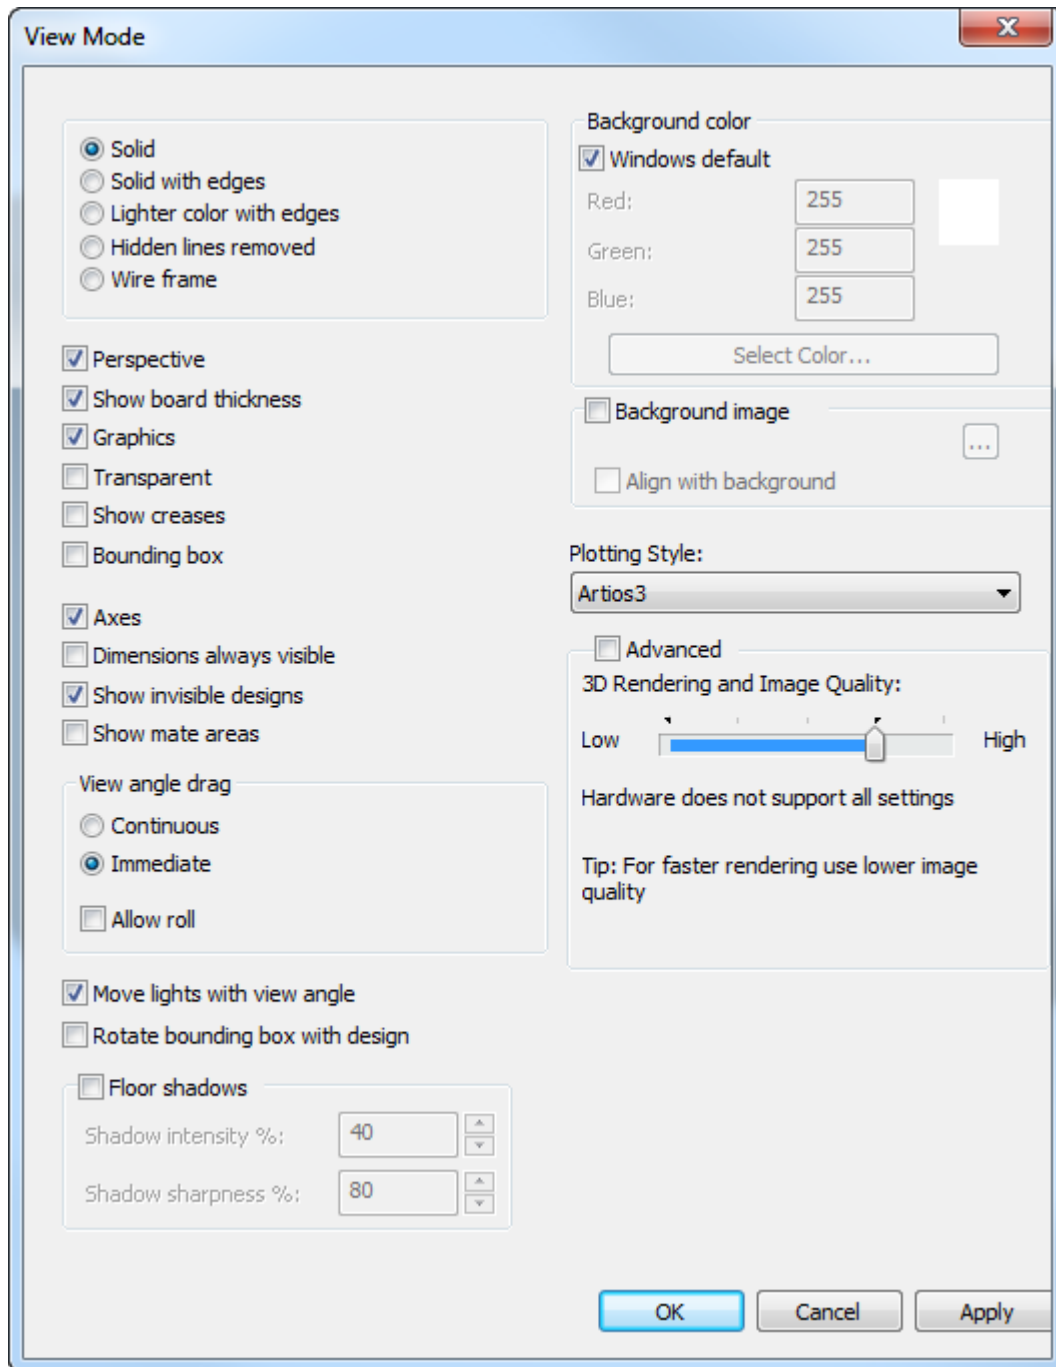 View Mode
Solid
Solid with edges
Lighter color with edges
Hidden lines removed
Wire frame
Perspective
Show board thickness
Graphics
Transparent
Show creases
Bounding box
Axes
Dimensions always visible
Show invisible designs
Show mate areas
View angle drag
Continuous
Immediate
Allow roll
Move lights with view angle
Rotate bounding box with design
Floor shadows
Shadow intensity %: 40
Shadow sharpness %: 80
Background color
Windows default
Red: 255
Green: 255
Blue: 255
Select Color...
Background image
...
Align with background
Plotting Style:
Artios3
Advanced
3D Rendering and Image Quality:
Low High
Hardware does not support all settings
Tip: For faster rendering use lower image
quality
OK Cancel Apply